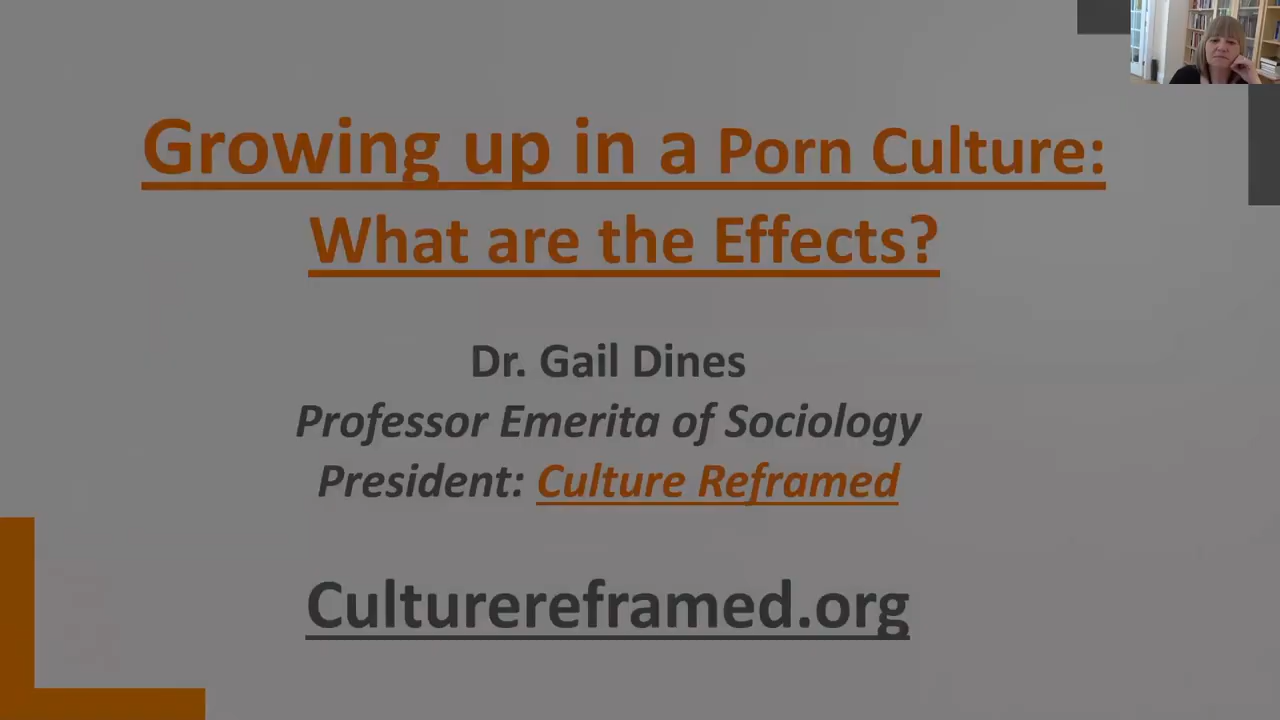 Growing up in a Porn Culture:
What are the Effects?
Dr. Gail Dines
Professor Emerita of Sociology
President: Culture Reframed
Culturereframed.org